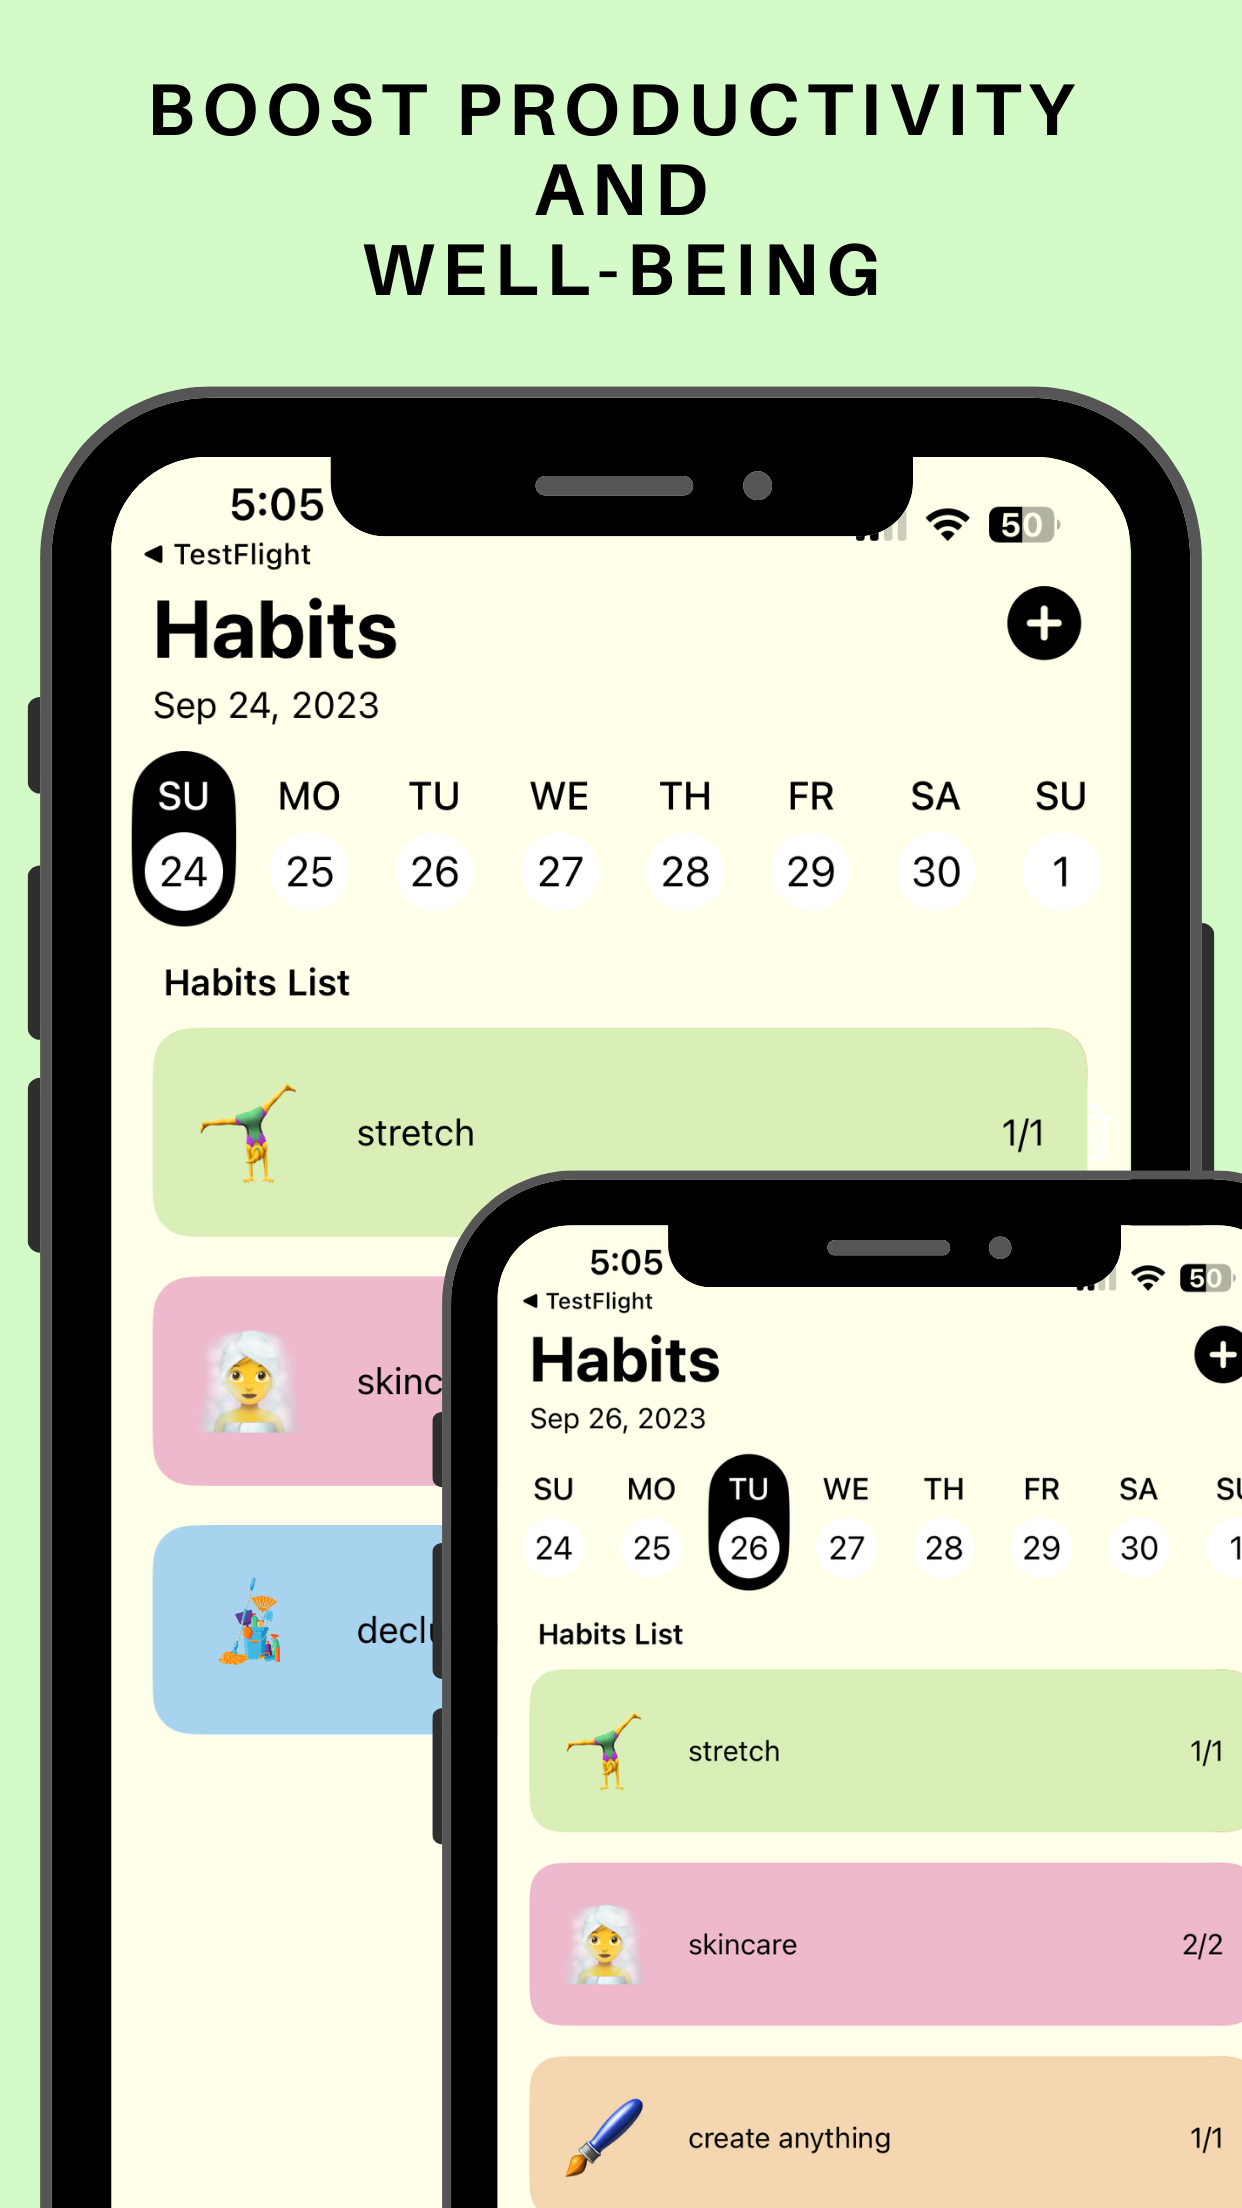 BOOST PRODUCTIVITY
AND
WELL-BEING
5:05
50
◀ TestFlight
Habits
Sep 24, 2023
SU MO TU WE TH FR SA SU
24 25 26 27 28 29 30 1
Habits List
stretch 1/1
skinc
declu
5:05
50
◀ TestFlight
Habits
Sep 26, 2023
SU MO TU WE TH FR SA SU
24 25 26 27 28 29 30 1
Habits List
stretch 1/1
skincare 2/2
create anything 1/1